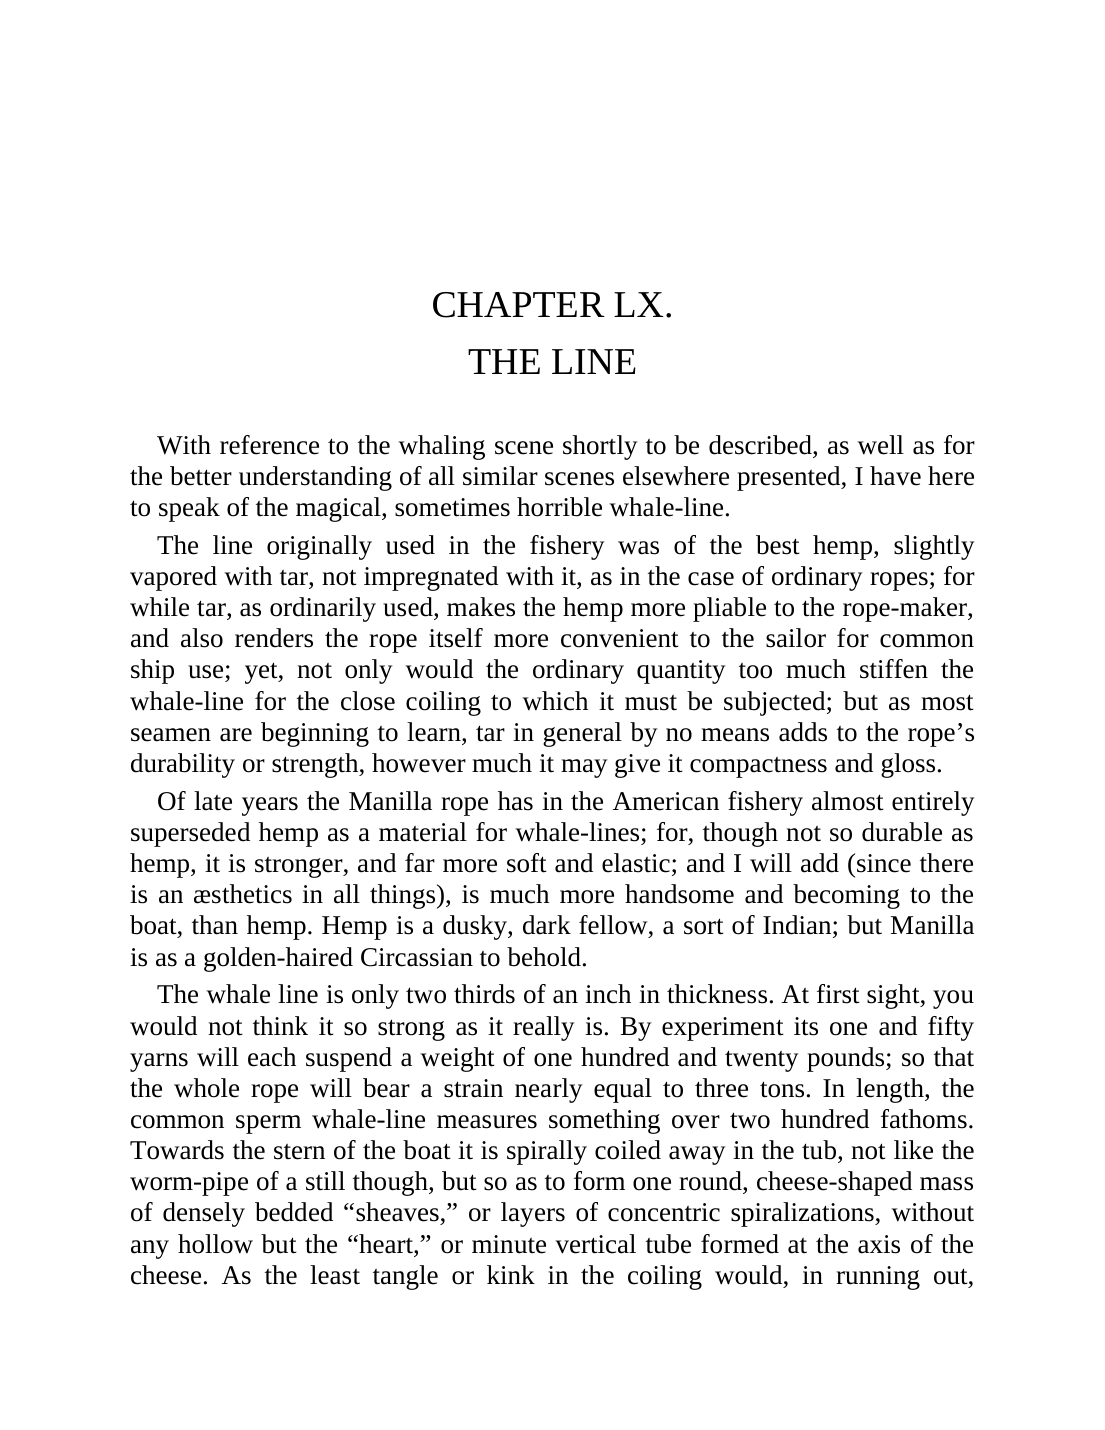 CHAPTER LX.
THE LINE
With reference to the whaling scene shortly to be described, as well as for
the better understanding of all similar scenes elsewhere presented, I have here
to speak of the magical, sometimes horrible whale-line.
The line originally used in the fishery was of the best hemp, slightly
vapored with tar, not impregnated with it, as in the case of ordinary ropes; for
while tar, as ordinarily used, makes the hemp more pliable to the rope-maker,
and also renders the rope itself more convenient to the sailor for common
ship use; yet, not only would the ordinary quantity too much stiffen the
whale-line for the close coiling to which it must be subjected; but as most
seamen are beginning to learn, tar in general by no means adds to the rope’s
durability or strength, however much it may give it compactness and gloss.
Of late years the Manilla rope has in the American fishery almost entirely
superseded hemp as a material for whale-lines; for, though not so durable as
hemp, it is stronger, and far more soft and elastic; and I will add (since there
is an æsthetics in all things), is much more handsome and becoming to the
boat, than hemp. Hemp is a dusky, dark fellow, a sort of Indian; but Manilla
is as a golden-haired Circassian to behold.
The whale line is only two thirds of an inch in thickness. At first sight, you
would not think it so strong as it really is. By experiment its one and fifty
yarns will each suspend a weight of one hundred and twenty pounds; so that
the whole rope will bear a strain nearly equal to three tons. In length, the
common sperm whale-line measures something over two hundred fathoms.
Towards the stern of the boat it is spirally coiled away in the tub, not like the
worm-pipe of a still though, but so as to form one round, cheese-shaped mass
of densely bedded “sheaves,” or layers of concentric spiralizations, without
any hollow but the “heart,” or minute vertical tube formed at the axis of the
cheese. As the least tangle or kink in the coiling would, in running out,